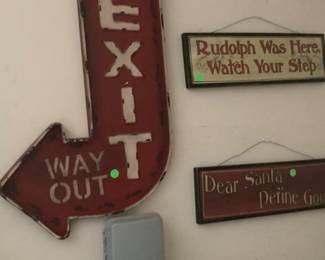 EXIT
WAY
OUT
Rudolph Was Here,
Watch Your Step
Dear Santa
Define